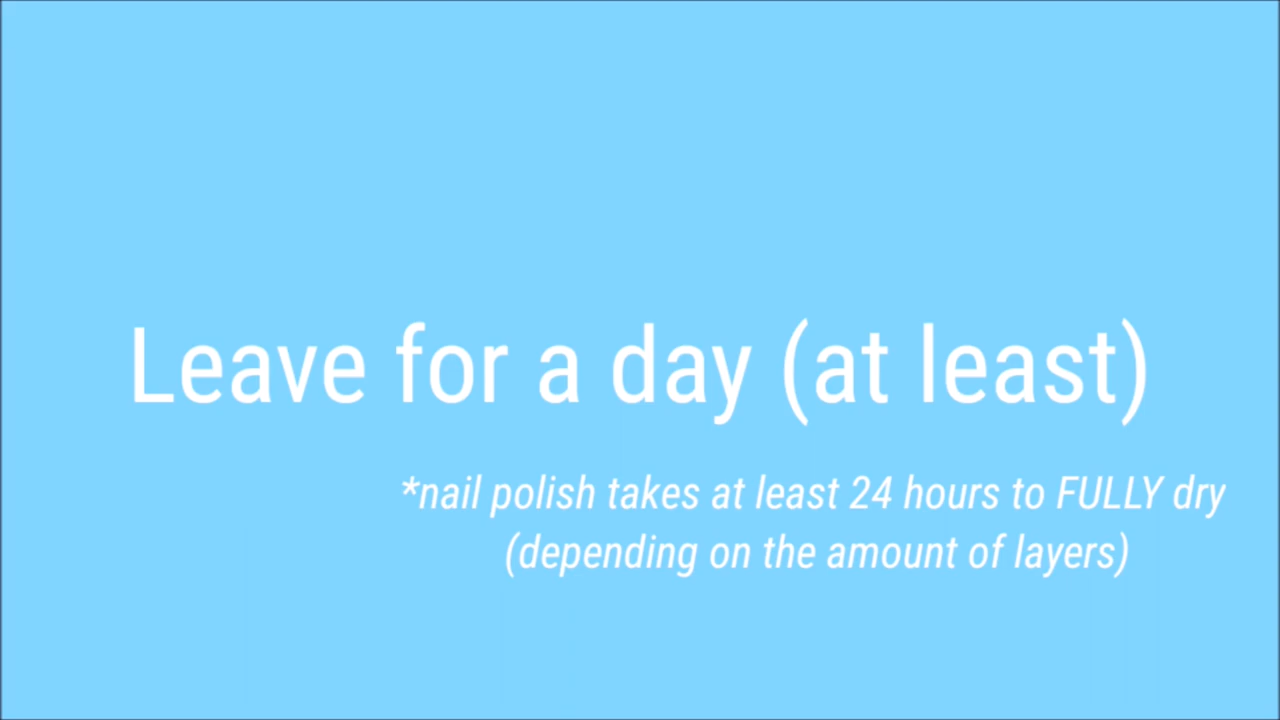 Leave for a day (at least)
*nail polish takes at least 24 hours to FULLY dry
(depending on the amount of layers)